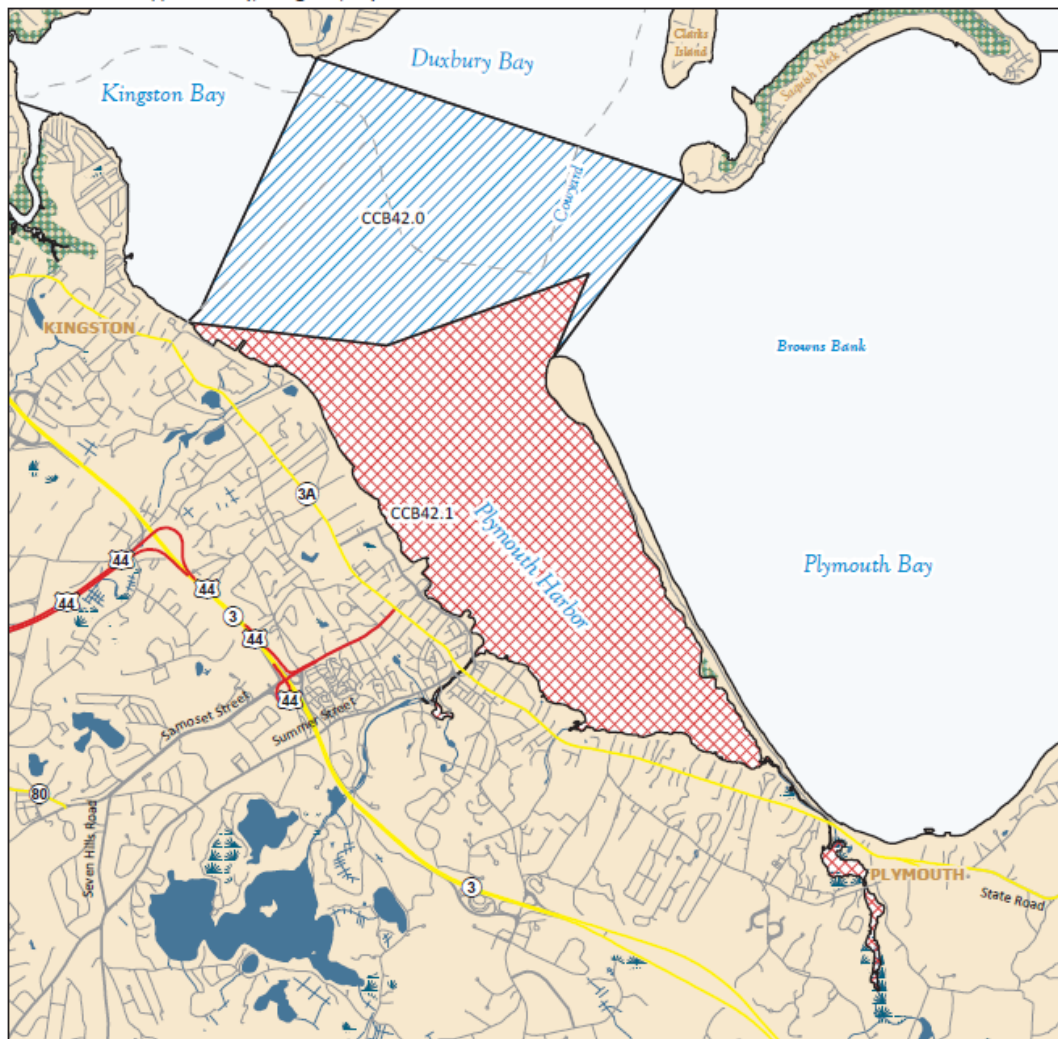 Clarks
Island
Duxbury Bay
Kingston Bay
Saquish Neck
Cowyard
CCB42.0
KINGSTON
Browns Bank
3A
CCB42.1
Plymouth Harbor
44
Plymouth Bay
44
44
3
44
44
Samoset Street
Summer Street
80
Seven Hills Road
PLYMOUTH
3
State Road